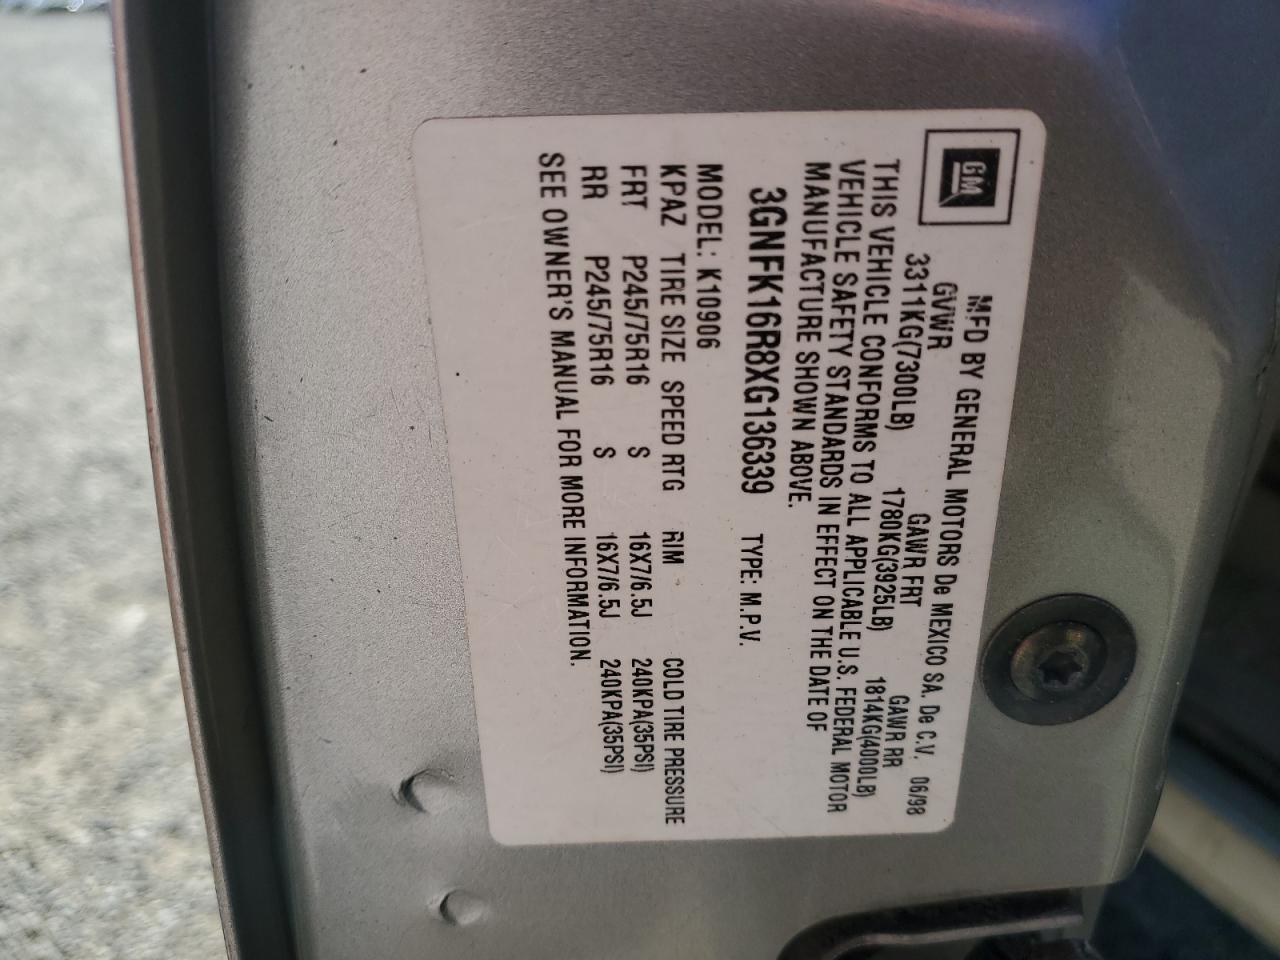 GM
MFD BY GENERAL MOTORS De MEXICO SA. De C.V. 06/98
GVWR GAWR FRT GAWR RR
3311KG(7300LB) 1780KG(3925LB) 1814KG(4000LB)
THIS VEHICLE CONFORMS TO ALL APPLICABLE U.S. FEDERAL MOTOR
VEHICLE SAFETY STANDARDS IN EFFECT ON THE DATE OF
MANUFACTURE SHOWN ABOVE.
3GNFK16R8XG136339 TYPE: M.P.V.
MODEL: K10906
KPAZ TIRE SIZE SPEED RTG RIM COLD TIRE PRESSURE
FRT P245/75R16 S 16X7/6.5J 240KPA(35PSI)
RR P245/75R16 S 16X7/6.5J 240KPA(35PSI)
SEE OWNER'S MANUAL FOR MORE INFORMATION.